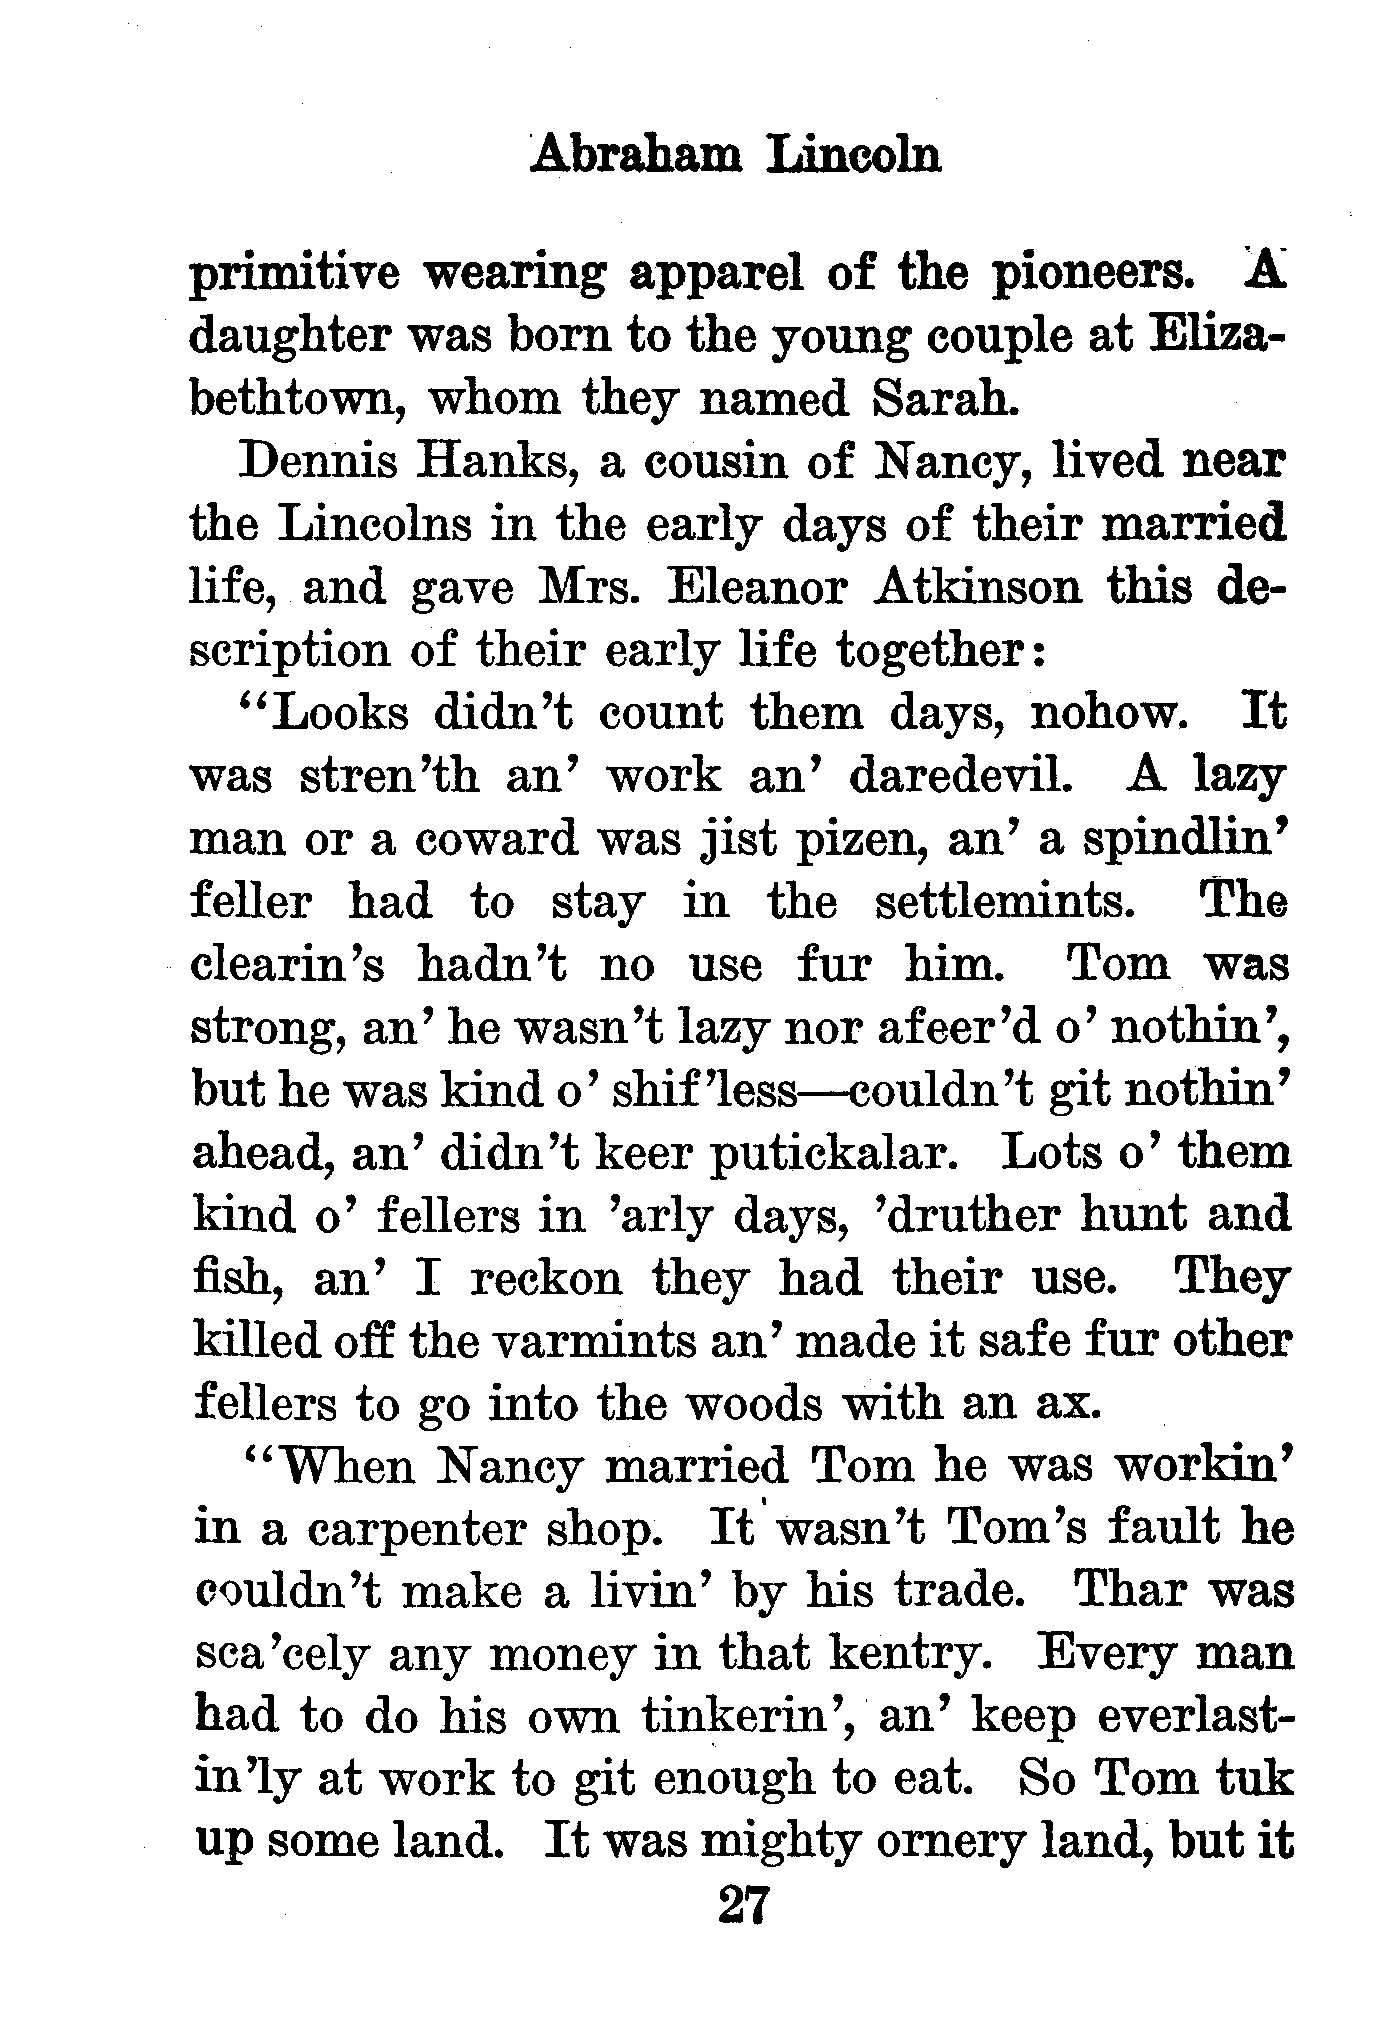 Abraham Lincoln
primitive wearing apparel of the pioneers. A
daughter was born to the young couple at Eliza-
bethtown, whom they named Sarah.
Dennis Hanks, a cousin of Nancy, lived near
the Lincolns in the early days of their married
life, and gave Mrs. Eleanor Atkinson this de-
scription of their early life together:
“Looks didn’t count them days, nohow. It
was stren’th an’ work an’ daredevil. A lazy
man or a coward was jist pizen, an’ a spindlin’
feller had to stay in the settlemints. The
clearin’s hadn’t no use fur him. Tom was
strong, an’ he wasn’t lazy nor afeer’d o’ nothin’,
but he was kind o’ shif’less—couldn’t git nothin’
ahead, an’ didn’t keer putickalar. Lots o’ them
kind o’ fellers in ’arly days, ’druther hunt and
fish, an’ I reckon they had their use. They
killed off the varmints an’ made it safe fur other
fellers to go into the woods with an ax.
“When Nancy married Tom he was workin’
in a carpenter shop. It wasn’t Tom’s fault he
couldn’t make a livin’ by his trade. Thar was
sca’cely any money in that kentry. Every man
had to do his own tinkerin’, an’ keep everlast-
in’ly at work to git enough to eat. So Tom tuk
up some land. It was mighty ornery land, but it
27